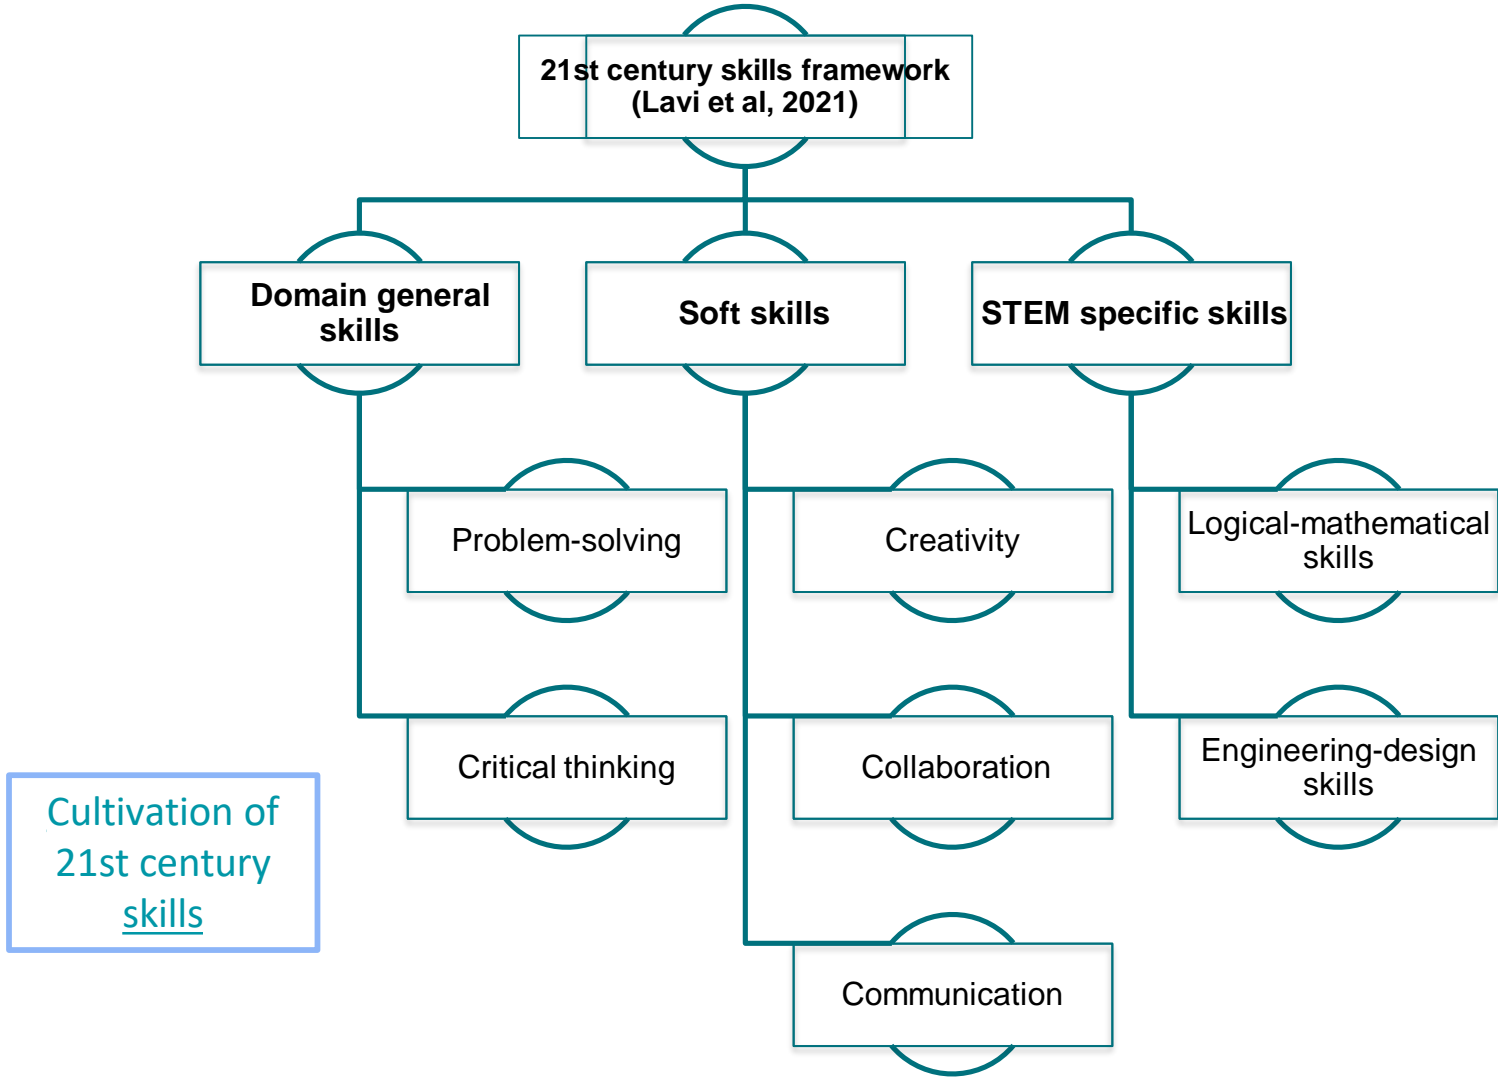 21st century skills framework
(Lavi et al, 2021)
Domain general
skills
Soft skills
STEM specific skills
Problem-solving
Creativity
Logical-mathematical
skills
Critical thinking
Collaboration
Engineering-design
skills
Communication
Cultivation of
21st century
skills